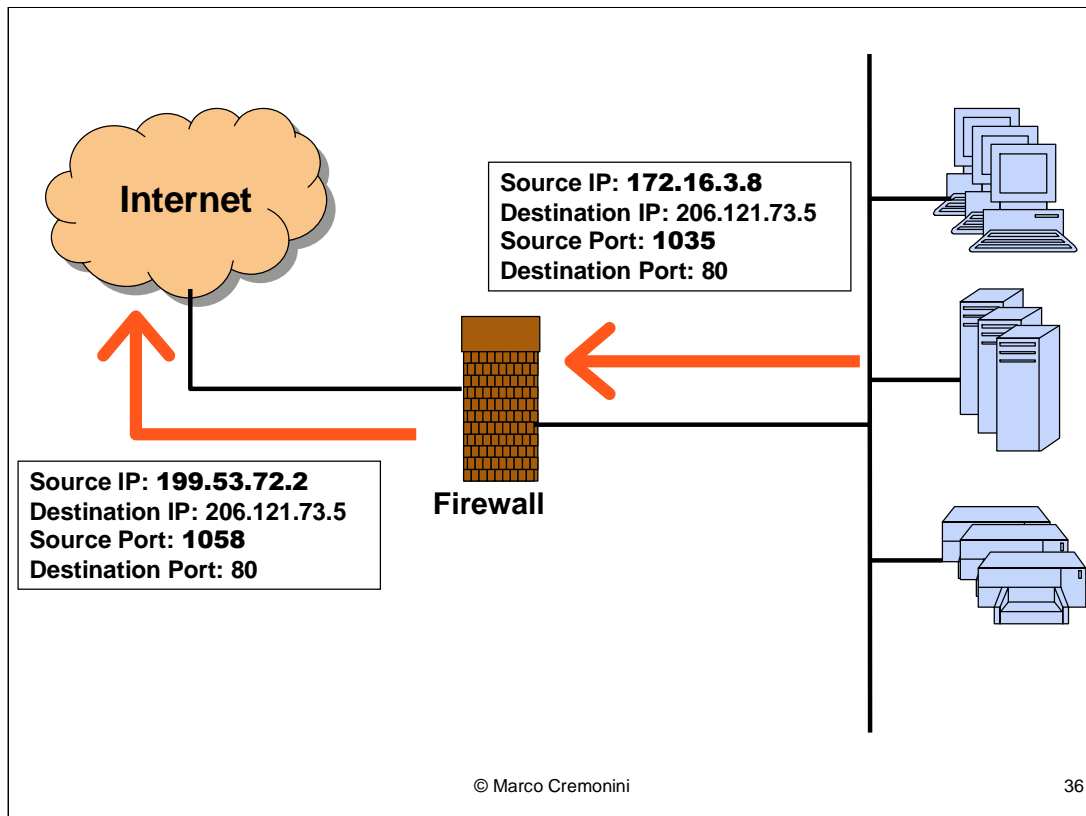 Internet
Source IP: 172.16.3.8
Destination IP: 206.121.73.5
Source Port: 1035
Destination Port: 80
Source IP: 199.53.72.2
Destination IP: 206.121.73.5
Source Port: 1058
Destination Port: 80
Firewall
© Marco Cremonini
36